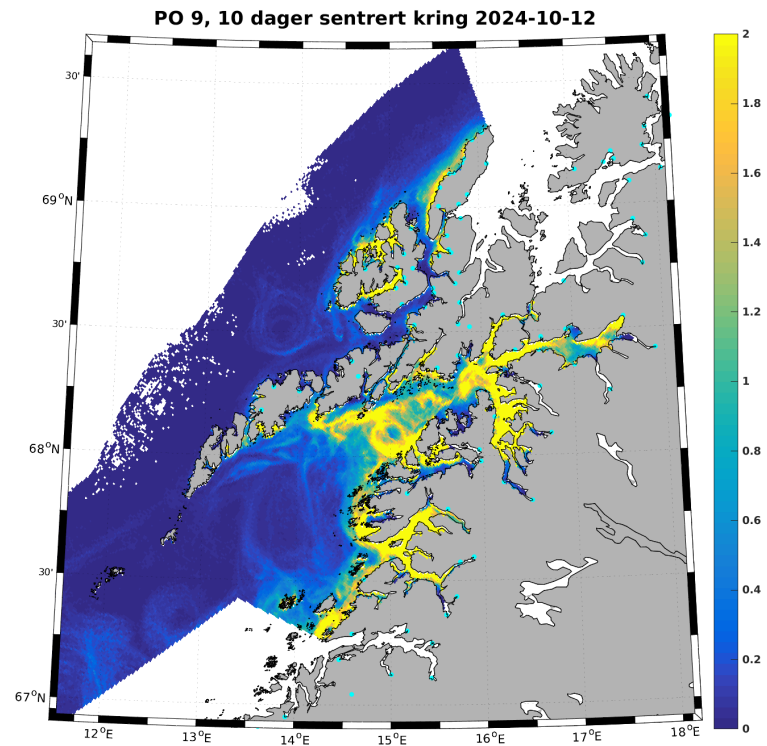 PO 9, 10 dager sentrert kring 2024-10-12
30'
69°N
30'
68°N
30'
67°N
12°E
13°E
14°E
15°E
16°E
17°E
18°E
2
1.8
1.6
1.4
1.2
1
0.8
0.6
0.4
0.2
0